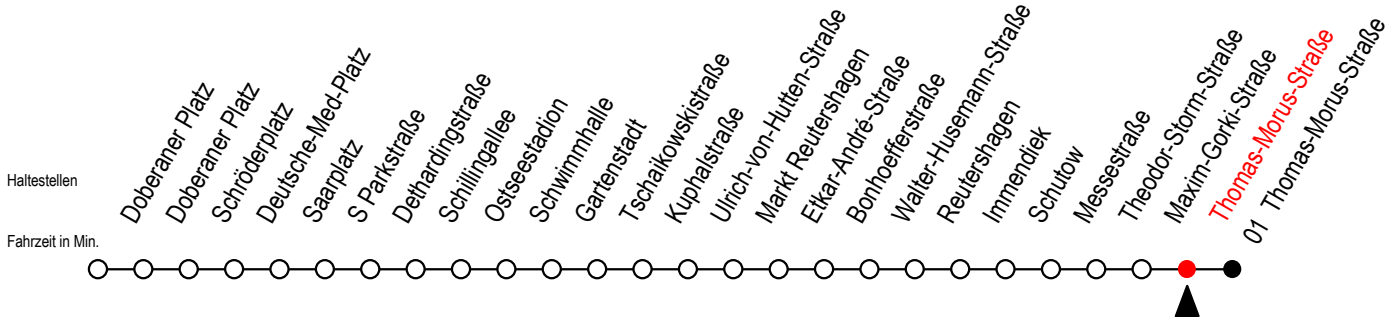 Doberaner Platz
Doberaner Platz
Schröderplatz
Deutsche-Med-Platz
Saarplatz
S Parkstraße
Dethardingstraße
Schillingallee
Ostseestadion
Schwimmhalle
Gartenstadt
Tschaikowskistraße
Kuphalstraße
Ulrich-von-Hutten-Straße
Markt Reutershagen
Etkar-André-Straße
Bonhoefferstraße
Walter-Husemann-Straße
Reutershagen
Immendiek
Schutow
Messestraße
Theodor-Storm-Straße
Maxim-Gorki-Straße
Thomas-Morus-Straße
01 Thomas-Morus-Straße
Haltestellen
Fahrzeit in Min.